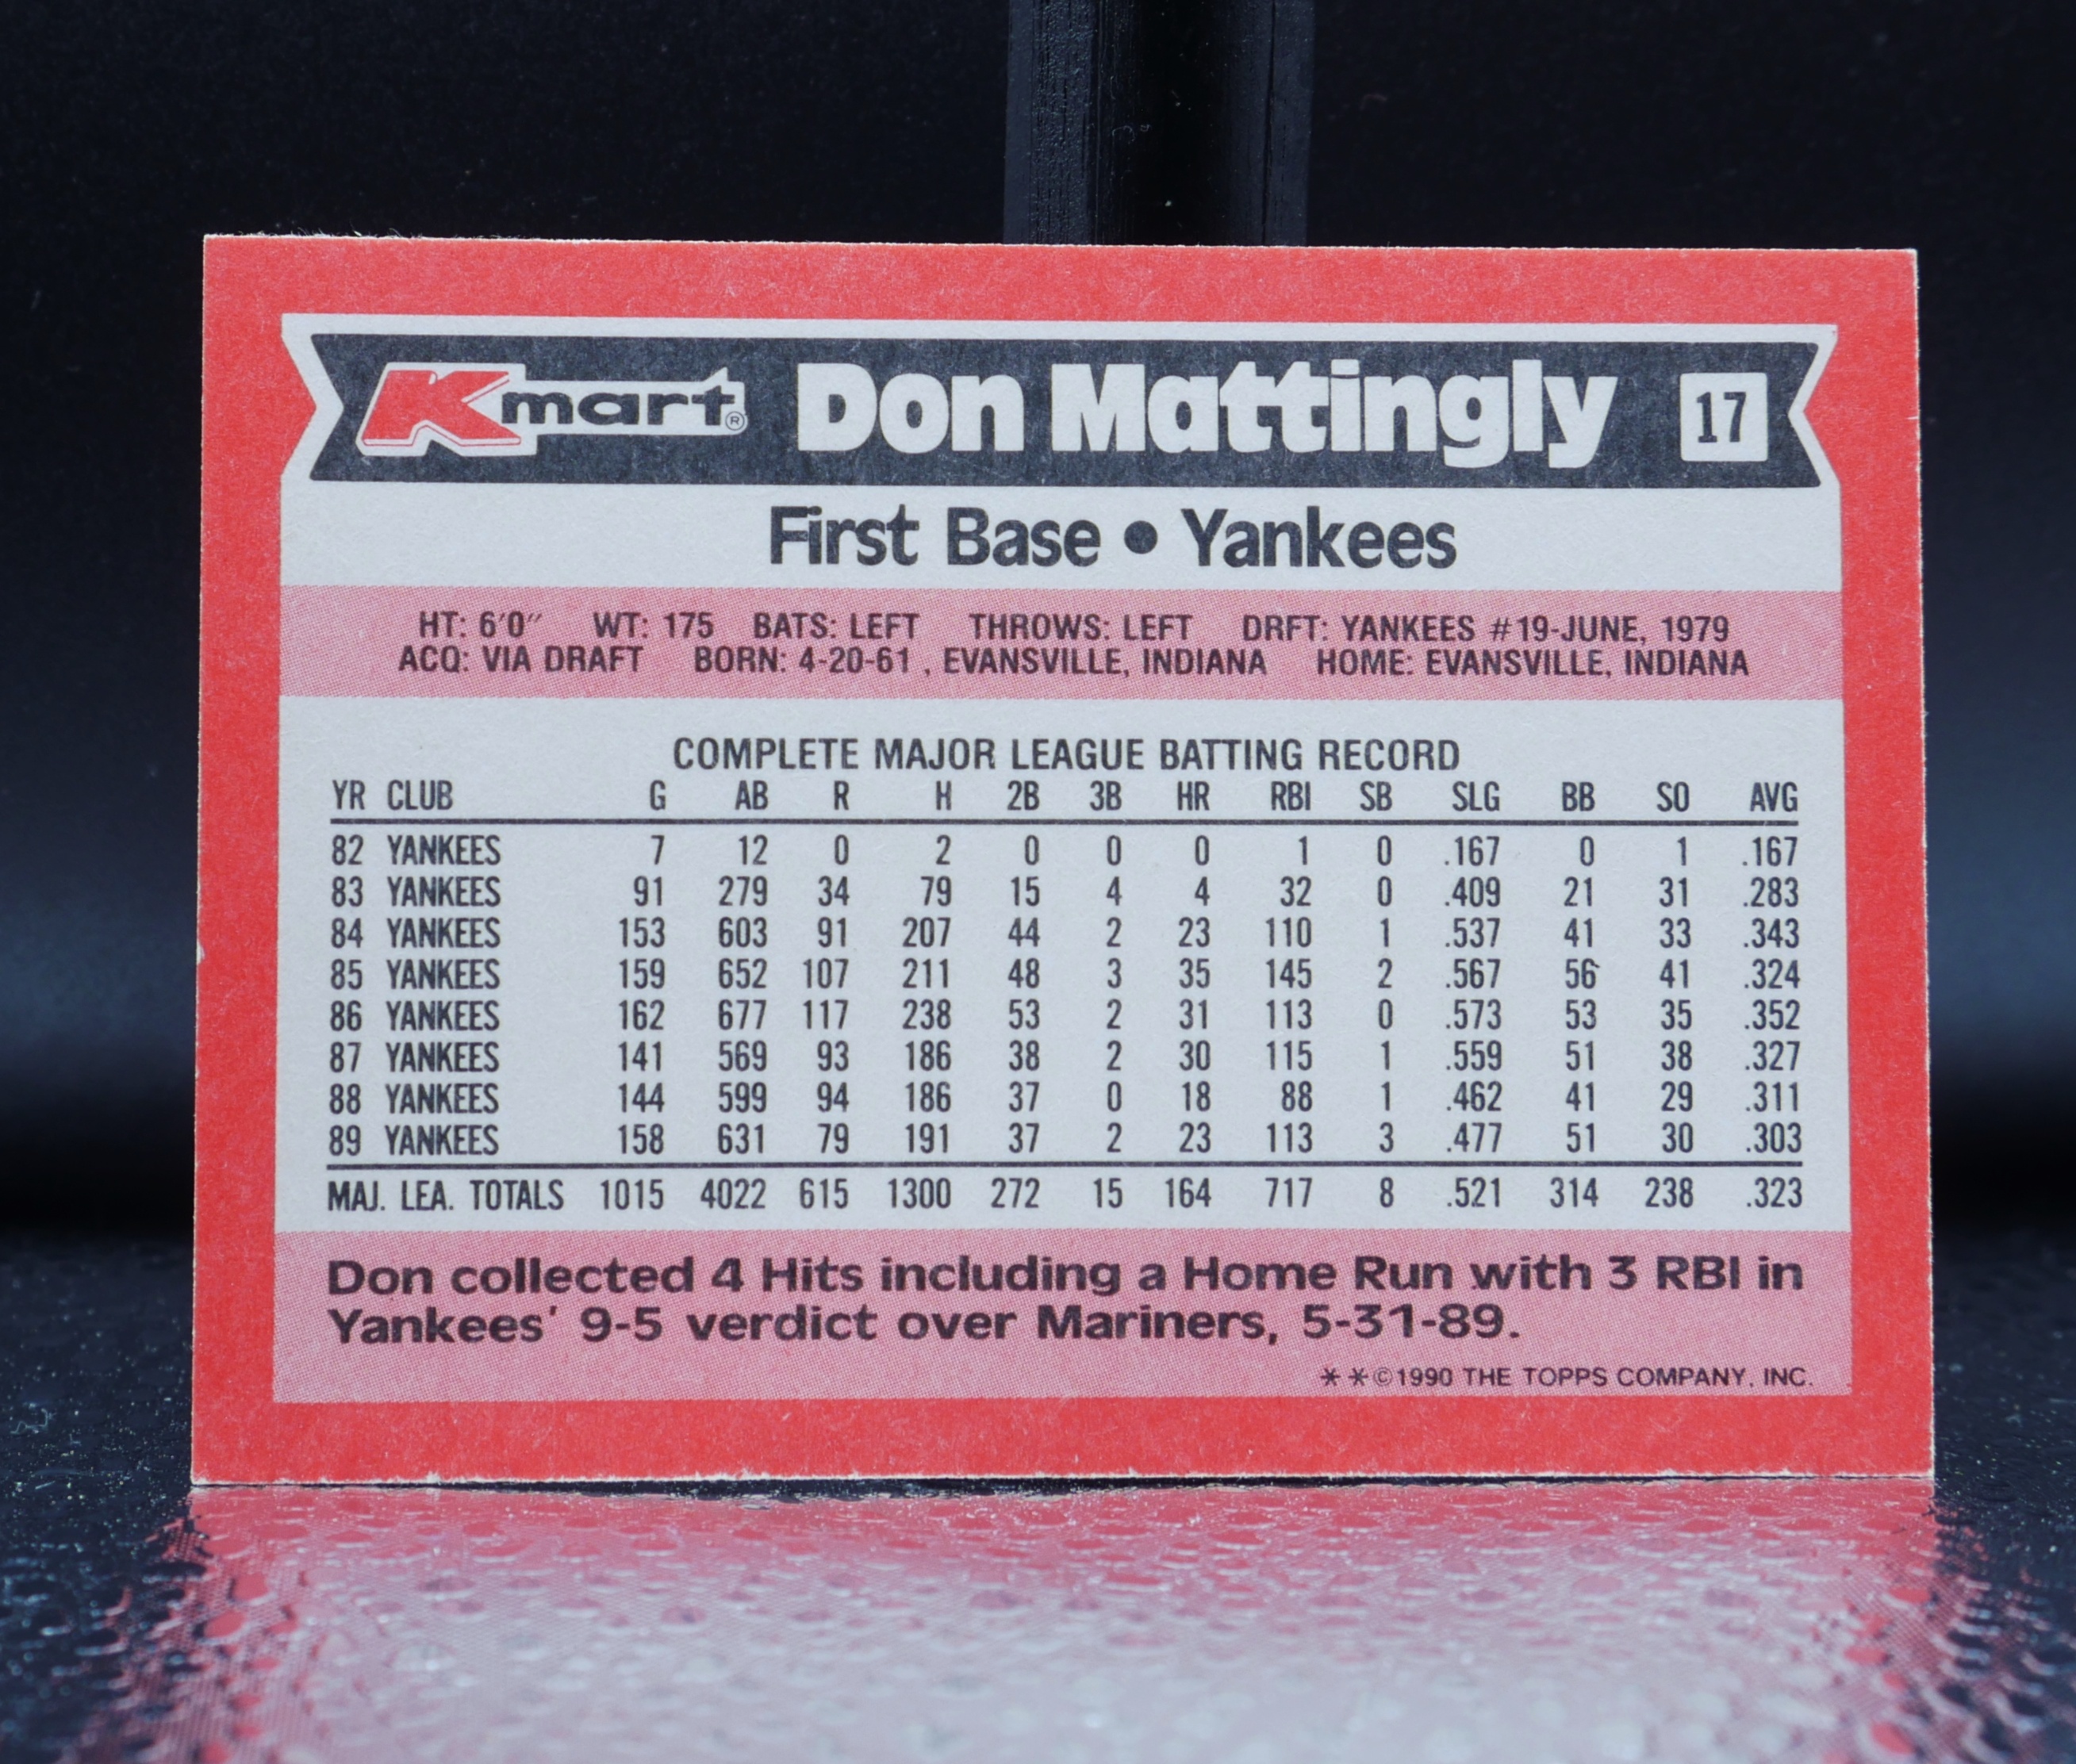 Kmart® Don Mattingly 17
First Base • Yankees
HT: 6'0" WT: 175 BATS: LEFT THROWS: LEFT DRFT: YANKEES #19-JUNE, 1979
ACQ: VIA DRAFT BORN: 4-20-61 , EVANSVILLE, INDIANA HOME: EVANSVILLE, INDIANA
COMPLETE MAJOR LEAGUE BATTING RECORD
YR CLUB G AB R H 2B 3B HR RBI SB SLG BB SO AVG
82 YANKEES 7 12 0 2 0 0 0 1 0 .167 0 1 .167
83 YANKEES 91 279 34 79 15 4 4 32 0 .409 21 31 .283
84 YANKEES 153 603 91 207 44 2 23 110 1 .537 41 33 .343
85 YANKEES 159 652 107 211 48 3 35 145 2 .567 56 41 .324
86 YANKEES 162 677 117 238 53 2 31 113 0 .573 53 35 .352
87 YANKEES 141 569 93 186 38 2 30 115 1 .559 51 38 .327
88 YANKEES 144 599 94 186 37 0 18 88 1 .462 41 29 .311
89 YANKEES 158 631 79 191 37 2 23 113 3 .477 51 30 .303
MAJ. LEA. TOTALS 1015 4022 615 1300 272 15 164 717 8 .521 314 238 .323
Don collected 4 Hits including a Home Run with 3 RBI in
Yankees' 9-5 verdict over Mariners, 5-31-89.
**©1990 THE TOPPS COMPANY, INC.